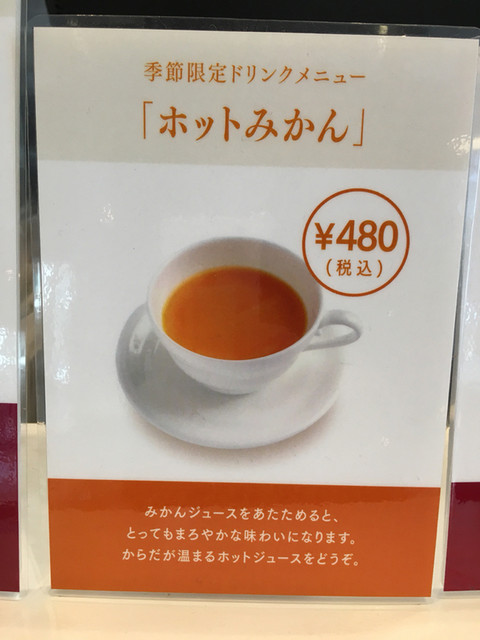 季節限定ドリンクメニュー
「ホットみかん」
¥480
(税込)
みかんジュースをあたためると、
とってもまろやかな味わいになります。
からだが温まるホットジュースをどうぞ。